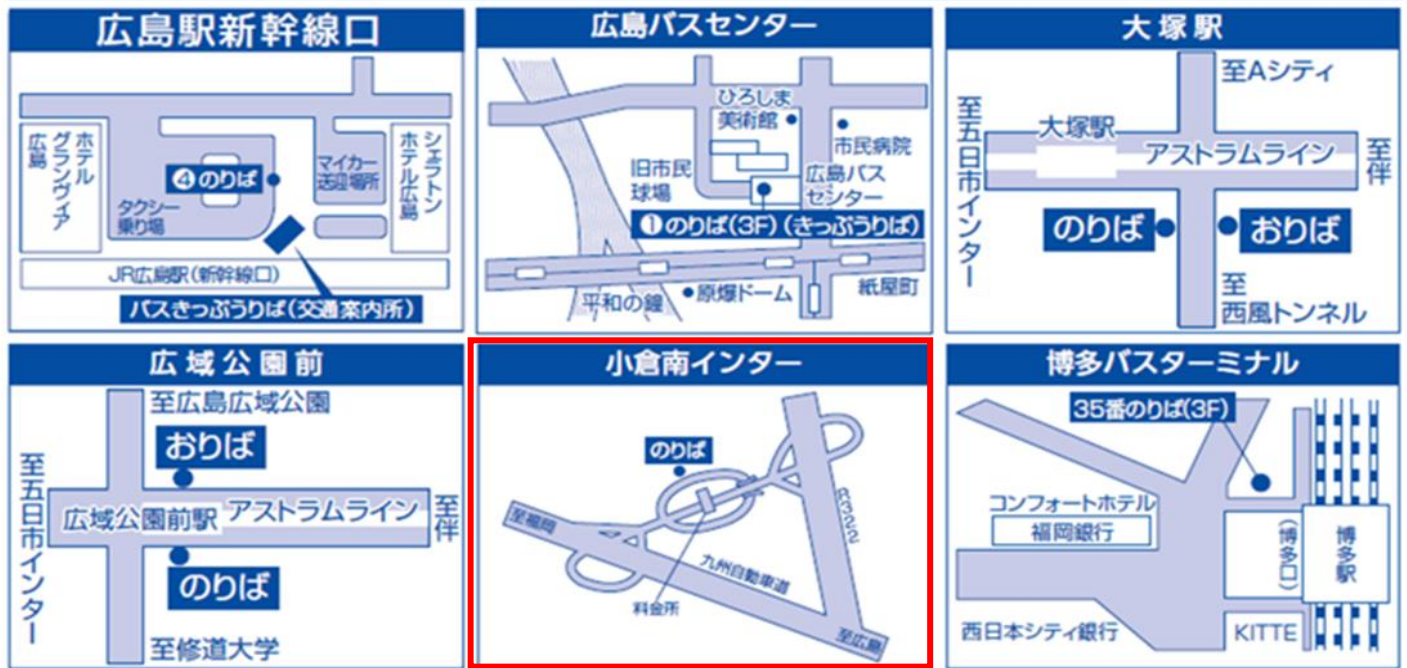 広島駅新幹線口
ホテル
グランヴィア
広島
④のりば
タクシー
乗り場
マイカー
送迎場所
シェラトン
ホテル広島
JR広島駅(新幹線口)
バスきっぷうりば(交通案内所)
広島バスセンター
ひろしま
美術館
市民病院
旧市民
球場
広島バス
センター
①のりば(3F)(きっぷうりば)
平和の鐘
原爆ドーム
紙屋町
大塚駅
至Aシティ
至五日市インター
大塚駅
アストラムライン
至伴
のりば
おりば
至
西風トンネル
広域公園前
至広島広域公園
おりば
至五日市インター
広域公園前駅
アストラムライン
至伴
のりば
至修道大学
小倉南インター
のりば
至福岡
R322
九州自動車道
料金所
至広島
博多バスターミナル
35番のりば(3F)
コンフォートホテル
福岡銀行
(博多口)
博多駅
西日本シティ銀行
KITTE